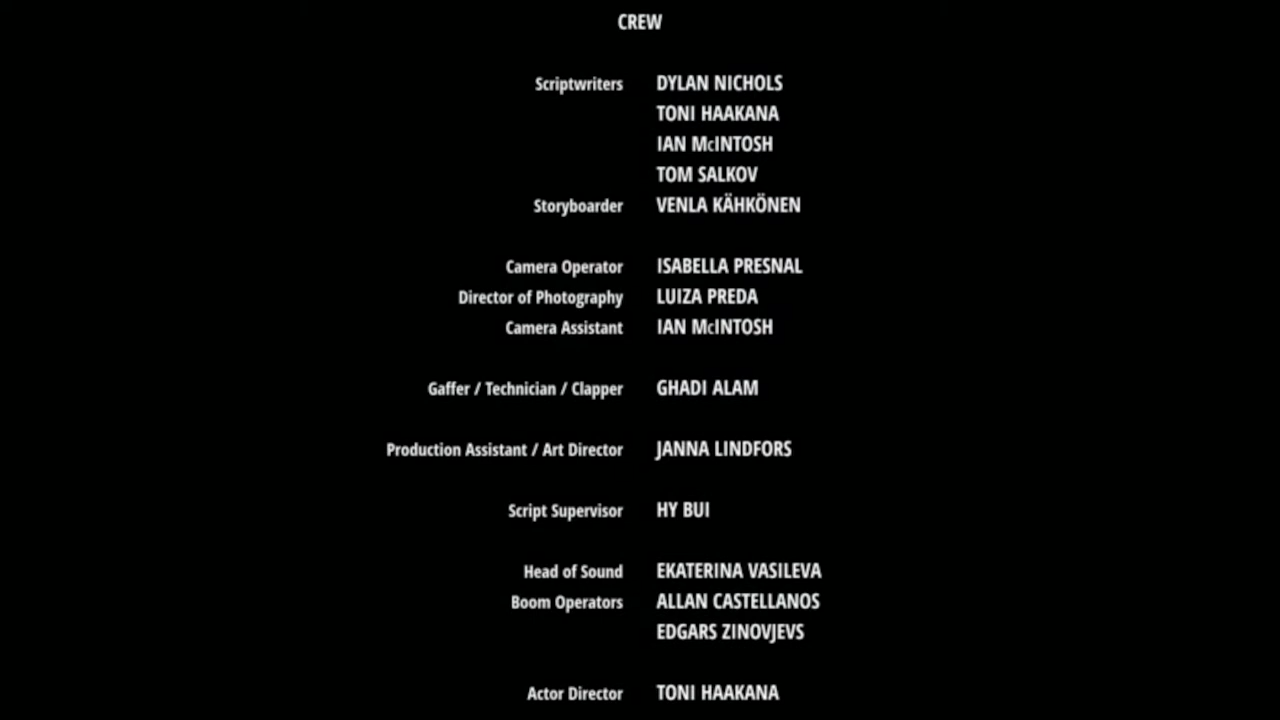 CREW
Scriptwriters DYLAN NICHOLS
TONI HAAKANA
IAN McINTOSH
TOM SALKOV
Storyboarder VENLA KÄHKÖNEN
Camera Operator ISABELLA PRESNAL
Director of Photography LUIZA PREDA
Camera Assistant IAN McINTOSH
Gaffer / Technician / Clapper GHADI ALAM
Production Assistant / Art Director JANNA LINDFORS
Script Supervisor HY BUI
Head of Sound EKATERINA VASILEVA
Boom Operators ALLAN CASTELLANOS
EDGARS ZINOVJEVS
Actor Director TONI HAAKANA